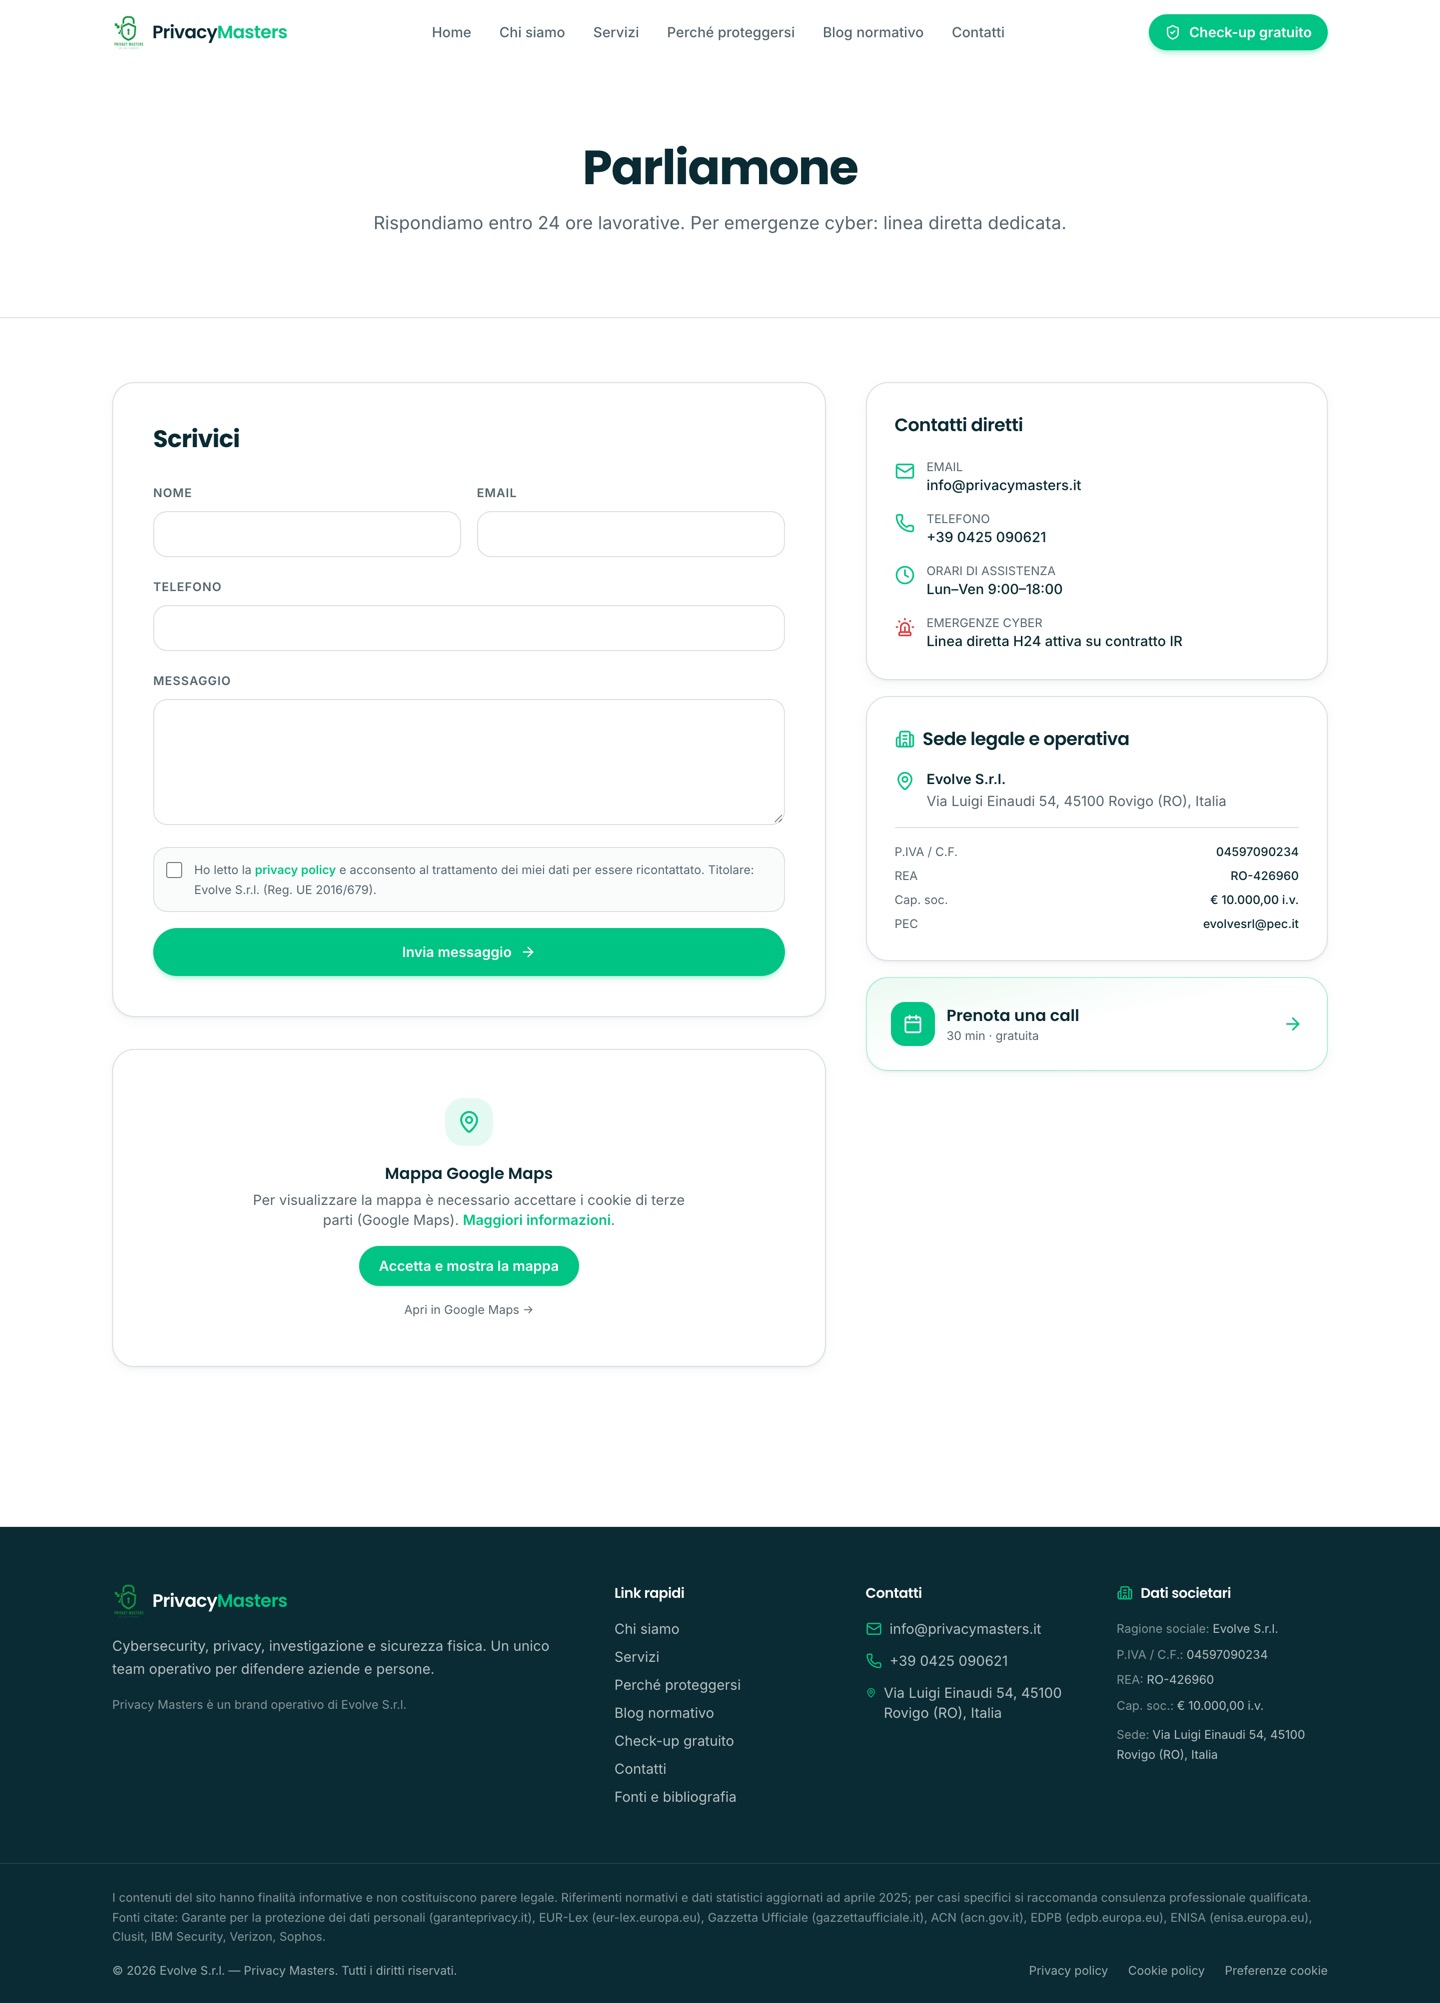 PrivacyMasters
Home
Chi siamo
Servizi
Perché proteggersi
Blog normativo
Contatti
Check-up gratuito
Parliamone
Rispondiamo entro 24 ore lavorative. Per emergenze cyber: linea diretta dedicata.
Scrivici
NOME
EMAIL
TELEFONO
MESSAGGIO
Ho letto la privacy policy e acconsento al trattamento dei miei dati per essere ricontattato. Titolare:
Evolve S.r.l. (Reg. UE 2016/679).
Invia messaggio →
Mappa Google Maps
Per visualizzare la mappa è necessario accettare i cookie di terze
parti (Google Maps). Maggiori informazioni.
Accetta e mostra la mappa
Apri in Google Maps →
Contatti diretti
EMAIL
info@privacymasters.it
TELEFONO
+39 0425 090621
ORARI DI ASSISTENZA
Lun–Ven 9:00–18:00
EMERGENZE CYBER
Linea diretta H24 attiva su contratto IR
Sede legale e operativa
Evolve S.r.l.
Via Luigi Einaudi 54, 45100 Rovigo (RO), Italia
P.IVA / C.F. 04597090234
REA RO-426960
Cap. soc. € 10.000,00 i.v.
PEC evolvesrl@pec.it
Prenota una call
30 min · gratuita
PrivacyMasters
Cybersecurity, privacy, investigazione e sicurezza fisica. Un unico
team operativo per difendere aziende e persone.
Privacy Masters è un brand operativo di Evolve S.r.l.
Link rapidi
Chi siamo
Servizi
Perché proteggersi
Blog normativo
Check-up gratuito
Contatti
Fonti e bibliografia
Contatti
info@privacymasters.it
+39 0425 090621
Via Luigi Einaudi 54, 45100
Rovigo (RO), Italia
Dati societari
Ragione sociale: Evolve S.r.l.
P.IVA / C.F.: 04597090234
REA: RO-426960
Cap. soc.: € 10.000,00 i.v.
Sede: Via Luigi Einaudi 54, 45100
Rovigo (RO), Italia
I contenuti del sito hanno finalità informative e non costituiscono parere legale. Riferimenti normativi e dati statistici aggiornati ad aprile 2025; per casi specifici si raccomanda consulenza professionale qualificata.
Fonti citate: Garante per la protezione dei dati personali (garanteprivacy.it), EUR-Lex (eur-lex.europa.eu), Gazzetta Ufficiale (gazzettaufficiale.it), ACN (acn.gov.it), EDPB (edpb.europa.eu), ENISA (enisa.europa.eu),
Clusit, IBM Security, Verizon, Sophos.
© 2026 Evolve S.r.l. — Privacy Masters. Tutti i diritti riservati.
Privacy policy
Cookie policy
Preferenze cookie